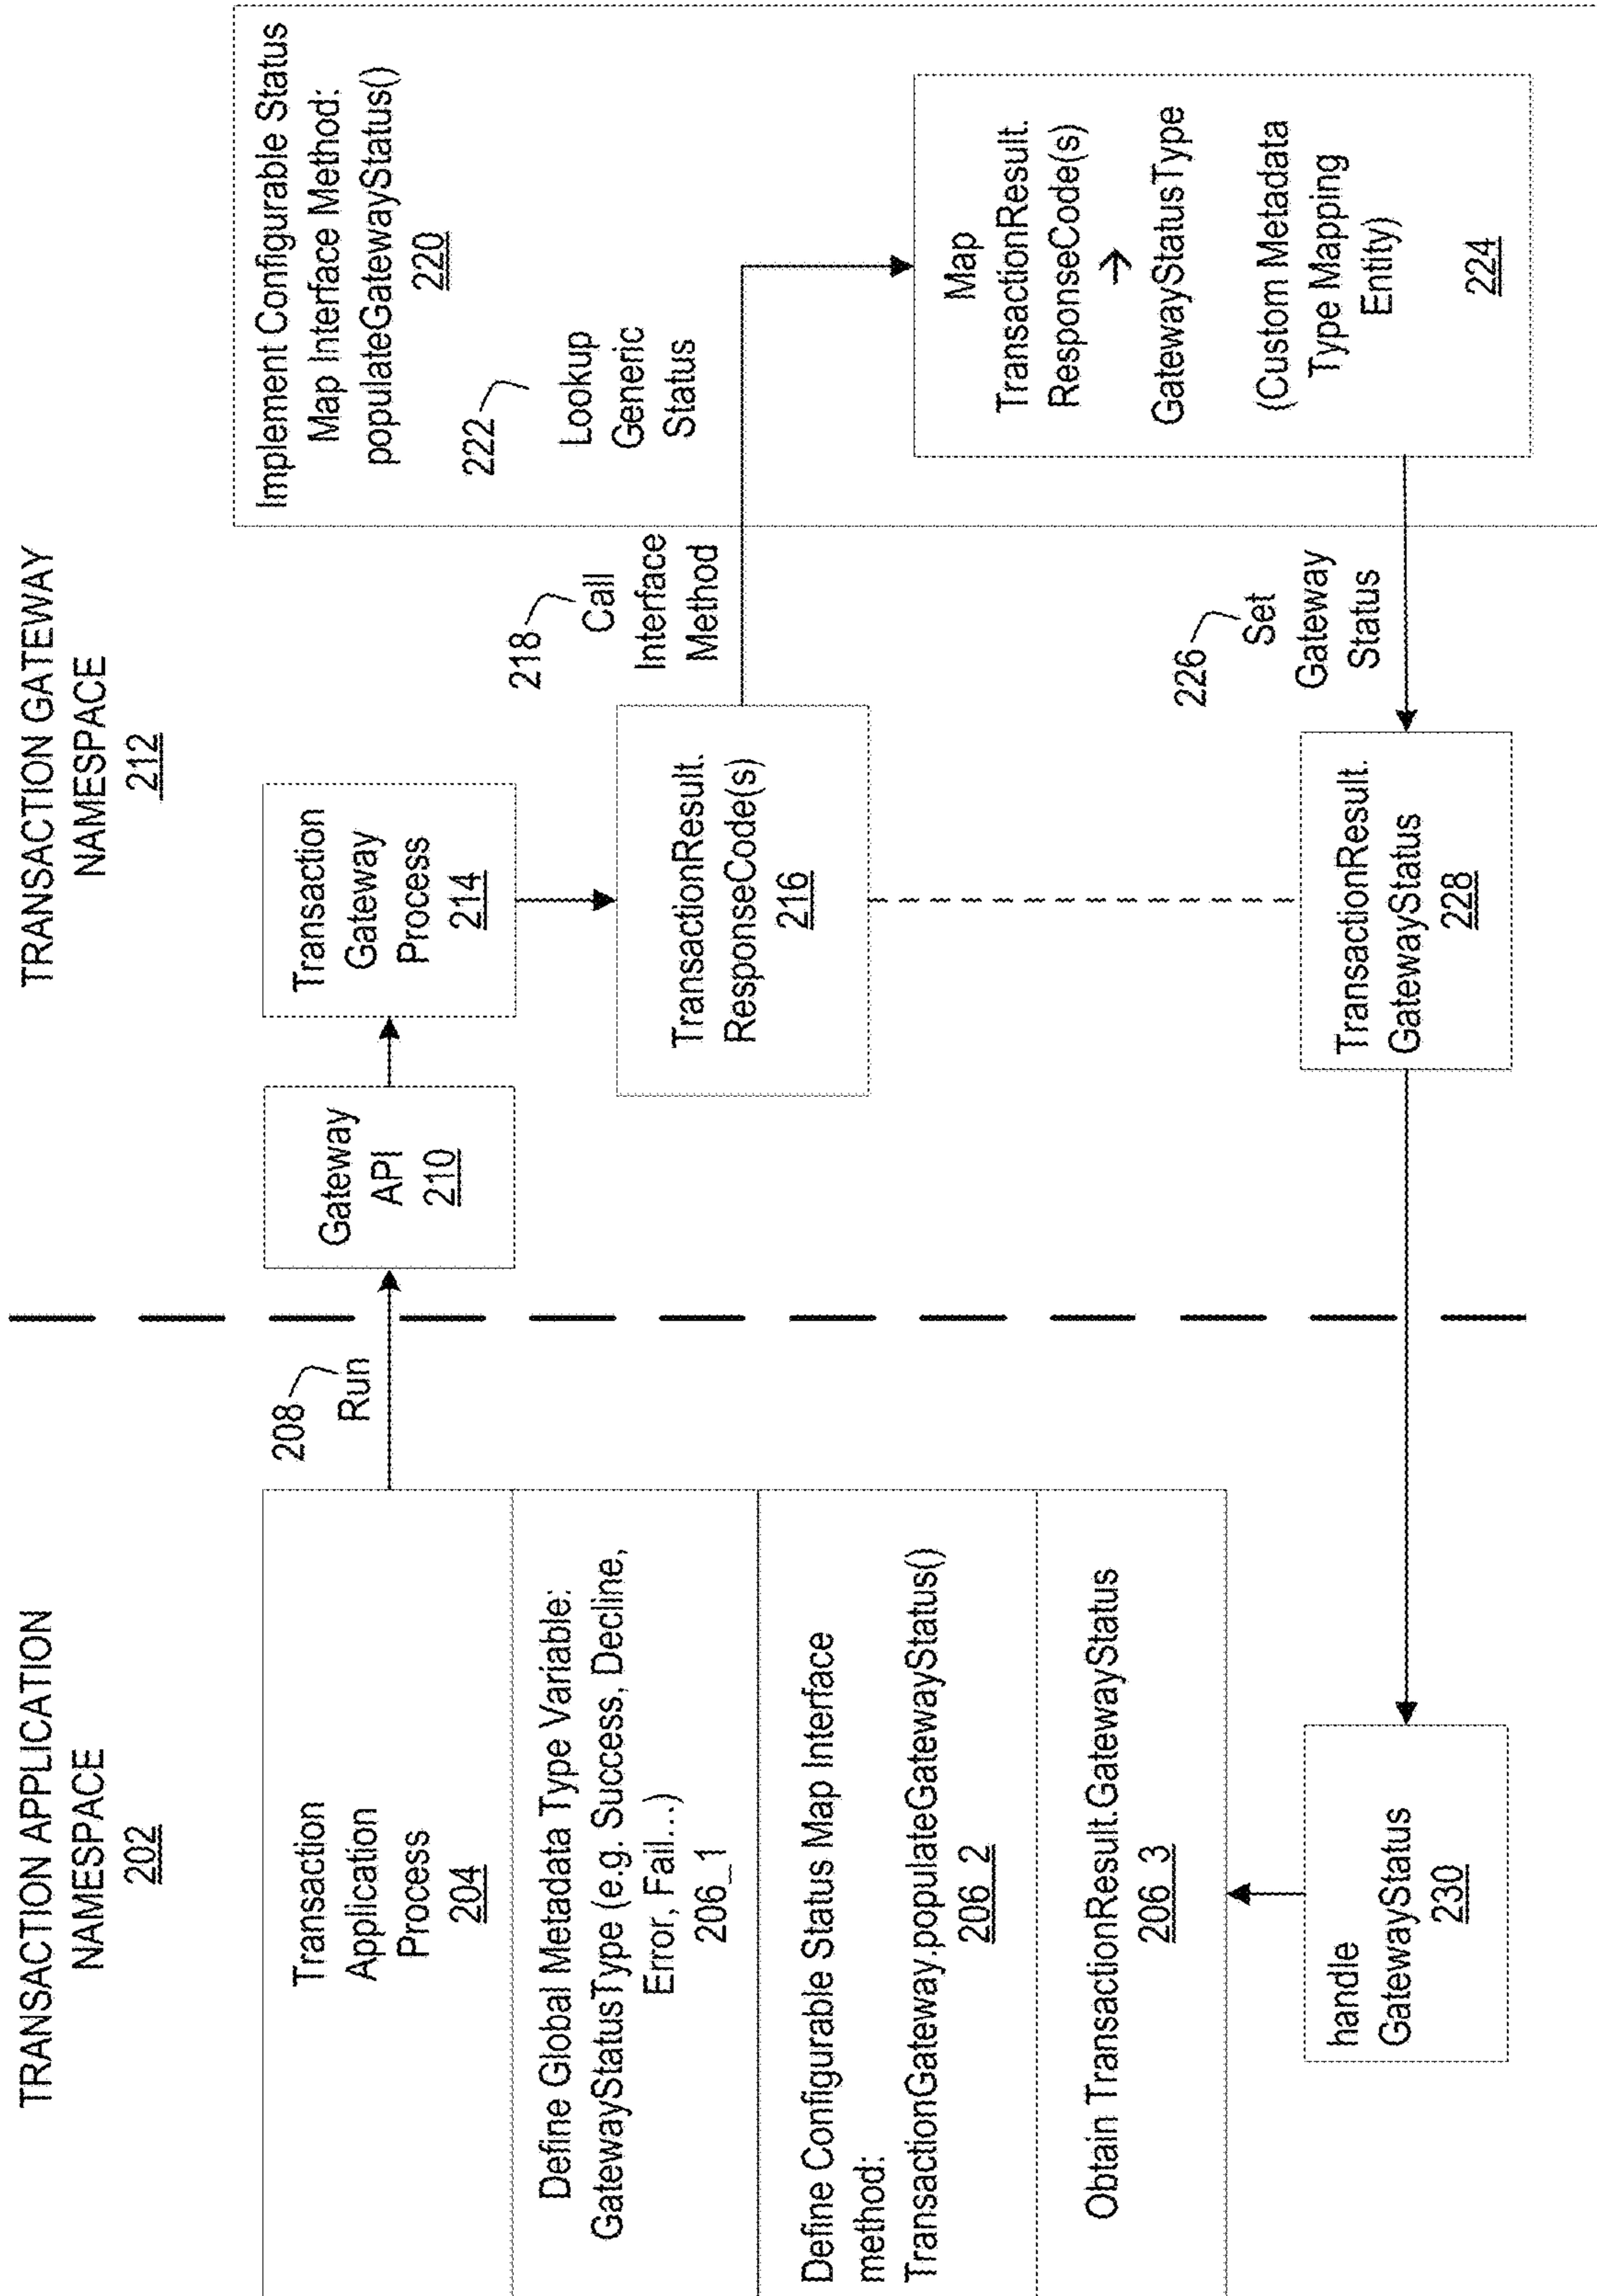 TRANSACTION APPLICATION
NAMESPACE
202
TRANSACTION GATEWAY
NAMESPACE
212
Transaction
Application
Process
204
Define Global Metadata Type Variable:
GatewayStatusType (e.g. Success, Decline,
Error, Fail…)
206_1
Define Configurable Status Map Interface
method:
TransactionGateway.populateGatewayStatus()
206_2
Obtain TransactionResult.GatewayStatus
206_3
handle
GatewayStatus
230
208
Run
Gateway
API
210
Transaction
Gateway
Process
214
TransactionResult.
ResponseCode(s)
216
218
Call
Interface
Method
Implement Configurable Status
Map Interface Method:
populateGatewayStatus()
220
222
Lookup
Generic
Status
Map
TransactionResult.
ResponseCode(s)
→
GatewayStatusType
(Custom Metadata
Type Mapping
Entity)
224
226
Set
Gateway
Status
TransactionResult.
GatewayStatus
228